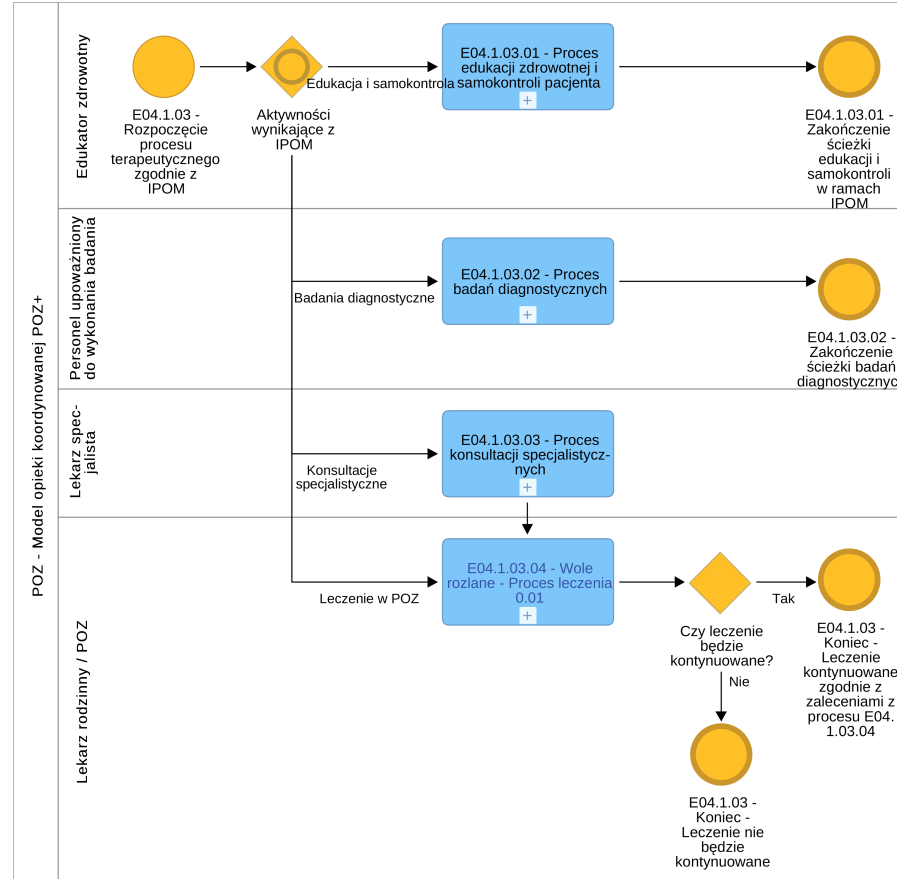 POZ - Model opieki koordynowanej POZ+
Edukator zdrowotny
E04.1.03 -
Rozpoczęcie
procesu
terapeutycznego
zgodnie z
IPOM
Aktywności
wynikające z
IPOM
Edukacja i samokontrola
E04.1.03.01 - Proces
edukacji zdrowotnej i
samokontroli pacjenta
E04.1.03.01 -
Zakończenie
ścieżki
edukacji i
samokontroli
w ramach
IPOM
Personel upoważniony
do wykonania badania
Badania diagnostyczne
E04.1.03.02 - Proces
badań diagnostycznych
E04.1.03.02 -
Zakończenie
ścieżki badań
diagnostycznyc
Lekarz spec-
jalista
Konsultacje
specjalistyczne
E04.1.03.03 - Proces
konsultacji specjalistycz-
nych
Lekarz rodzinny / POZ
Leczenie w POZ
E04.1.03.04 - Wole
rozlane - Proces leczenia
0.01
Czy leczenie
będzie
kontynuowane?
Tak
Nie
E04.1.03 -
Koniec -
Leczenie
kontynuowane
zgodnie z
zaleceniami z
procesu E04.
1.03.04
E04.1.03 -
Koniec -
Leczenie nie
będzie
kontynuowane